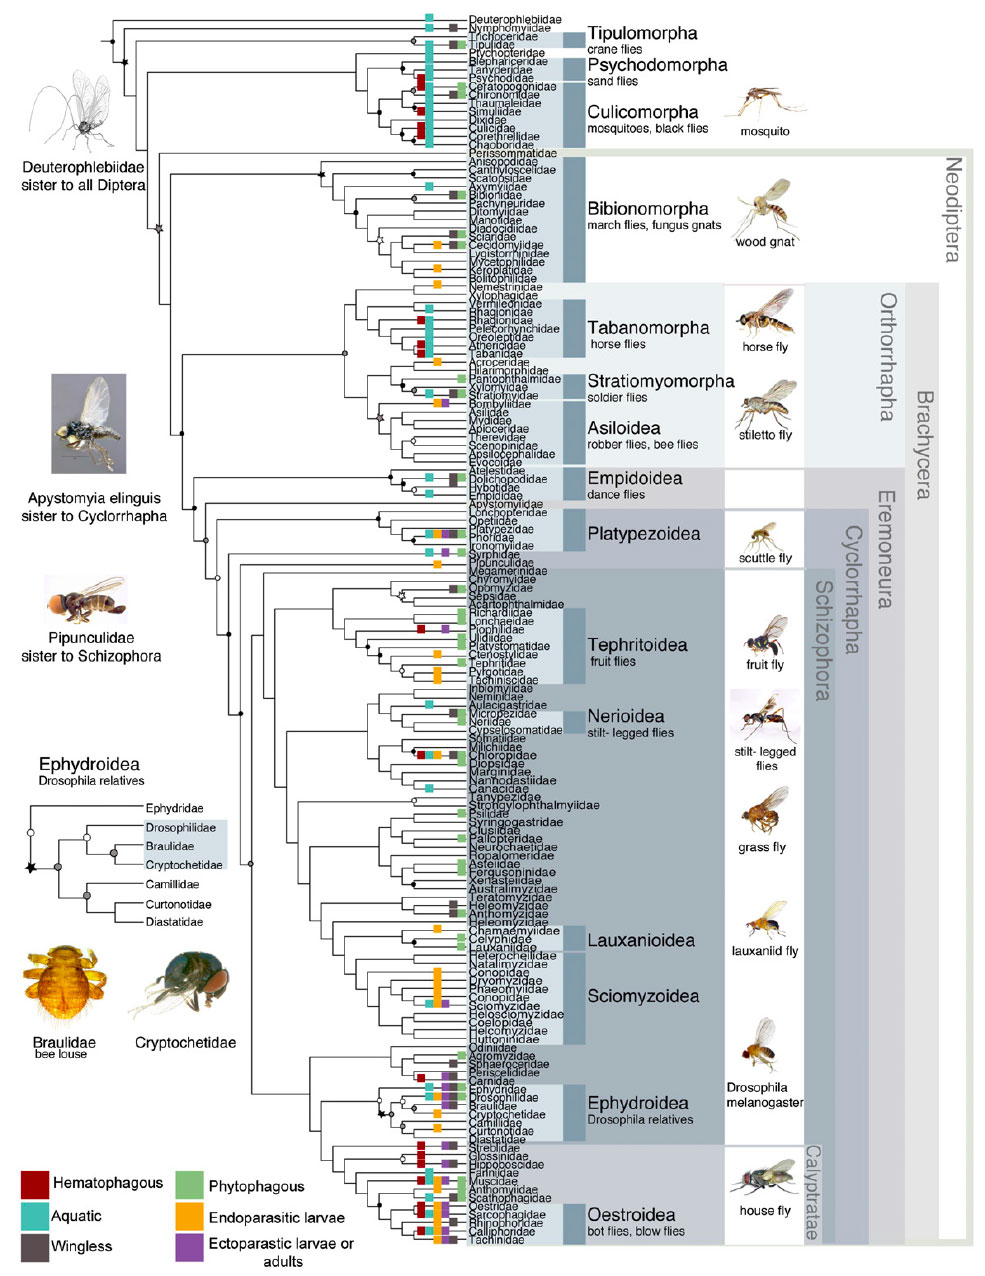 Deuterophlebiidae
Nymphomyiidae
Trichoceridae
Tipulidae
Ptychopteridae
Blephariceridae
Tanyderidae
Psychodidae
Ceratopogonidae
Chironomidae
Thaumaleidae
Simuliidae
Dixidae
Culicidae
Corethrellidae
Chaoboridae
Perissommatidae
Anisopodidae
Canthyloscelidae
Scatopsidae
Axymyiidae
Bibionidae
Pachyneuridae
Ditomyiidae
Manotidae
Diadocidiidae
Sciaridae
Cecidomyiidae
Lygistorrhinidae
Mycetophilidae
Keroplatidae
Bolitophilidae
Nemestrinidae
Xylophagidae
Vermileonidae
Rhagionidae
Rhagionidae
Pelecorhynchidae
Oreoleptidae
Athericidae
Tabanidae
Acroceridae
Hilarimorphidae
Pantophthalmidae
Xylomyidae
Stratiomyidae
Bombyliidae
Asilidae
Mydidae
Apioceridae
Therevidae
Scenopinidae
Apsilocephalidae
Evocoidae
Atelestidae
Dolichopodidae
Hybotidae
Empididae
Apystomyiidae
Lonchopteridae
Opetiidae
Platypezidae
Phoridae
Ironomyiidae
Syrphidae
Pipunculidae
Megamerinidae
Chyromyidae
Opomyzidae
Sepsidae
Acartophthalmidae
Richardiidae
Lonchaeidae
Piophilidae
Ulidiidae
Platystomatidae
Ctenostylidae
Tephritidae
Pyrgotidae
Tachiniscidae
Inbiomyiidae
Neminidae
Aulacigastridae
Micropezidae
Neriidae
Cypselosomatidae
Somatiidae
Milichiidae
Chloropidae
Diopsidae
Marginidae
Nannodastiidae
Canacidae
Tanypezidae
Strongylophthalmyiidae
Psilidae
Syringogastridae
Clusiidae
Pallopteridae
Neurochaetidae
Ropalomeridae
Asteiidae
Fergusoninidae
Xenasteiidae
Australimyzidae
Teratomyzidae
Heleomyzidae
Anthomyzidae
Heleomyzidae
Chamaemyiidae
Celyphidae
Lauxaniidae
Heterocheilidae
Natalimyzidae
Conopidae
Dryomyzidae
Phaeomyiidae
Conopidae
Sciomyzidae
Helosciomyzidae
Coelopidae
Helcomyzidae
Huttoninidae
Odiniidae
Agromyzidae
Sphaeroceridae
Periscelididae
Carnidae
Ephydridae
Drosophilidae
Braulidae
Cryptochetidae
Camillidae
Curtonotidae
Diastatidae
Streblidae
Glossinidae
Hippoboscidae
Fanniidae
Muscidae
Anthomyiidae
Scathophagidae
Oestridae
Sarcophagidae
Rhinophoridae
Calliphoridae
Tachinidae
Tipulomorpha
crane flies
Psychodomorpha
sand flies
Culicomorpha
mosquitoes, black flies
Bibionomorpha
march flies, fungus gnats
Tabanomorpha
horse flies
Stratiomyomorpha
soldier flies
Asiloidea
robber flies, bee flies
Empidoidea
dance flies
Platypezoidea
Tephritoidea
fruit flies
Nerioidea
stilt- legged flies
Lauxanioidea
Sciomyzoidea
Ephydroidea
Drosophila relatives
Oestroidea
bot flies, blow flies
mosquito
wood gnat
horse fly
stiletto fly
scuttle fly
fruit fly
stilt- legged
flies
grass fly
lauxaniid fly
Drosophila
melanogaster
house fly
Neodiptera
Brachycera
Orthorrhapha
Eremoneura
Cyclorrhapha
Schizophora
Calyptratae
Deuterophlebiidae
sister to all Diptera
Apystomyia elinguis
sister to Cyclorrhapha
Pipunculidae
sister to Schizophora
Ephydroidea
Drosophila relatives
Ephydridae
Drosophilidae
Braulidae
Cryptochetidae
Camillidae
Curtonotidae
Diastatidae
Braulidae
bee louse
Cryptochetidae
Hematophagous
Aquatic
Wingless
Phytophagous
Endoparasitic larvae
Ectoparastic larvae or
adults